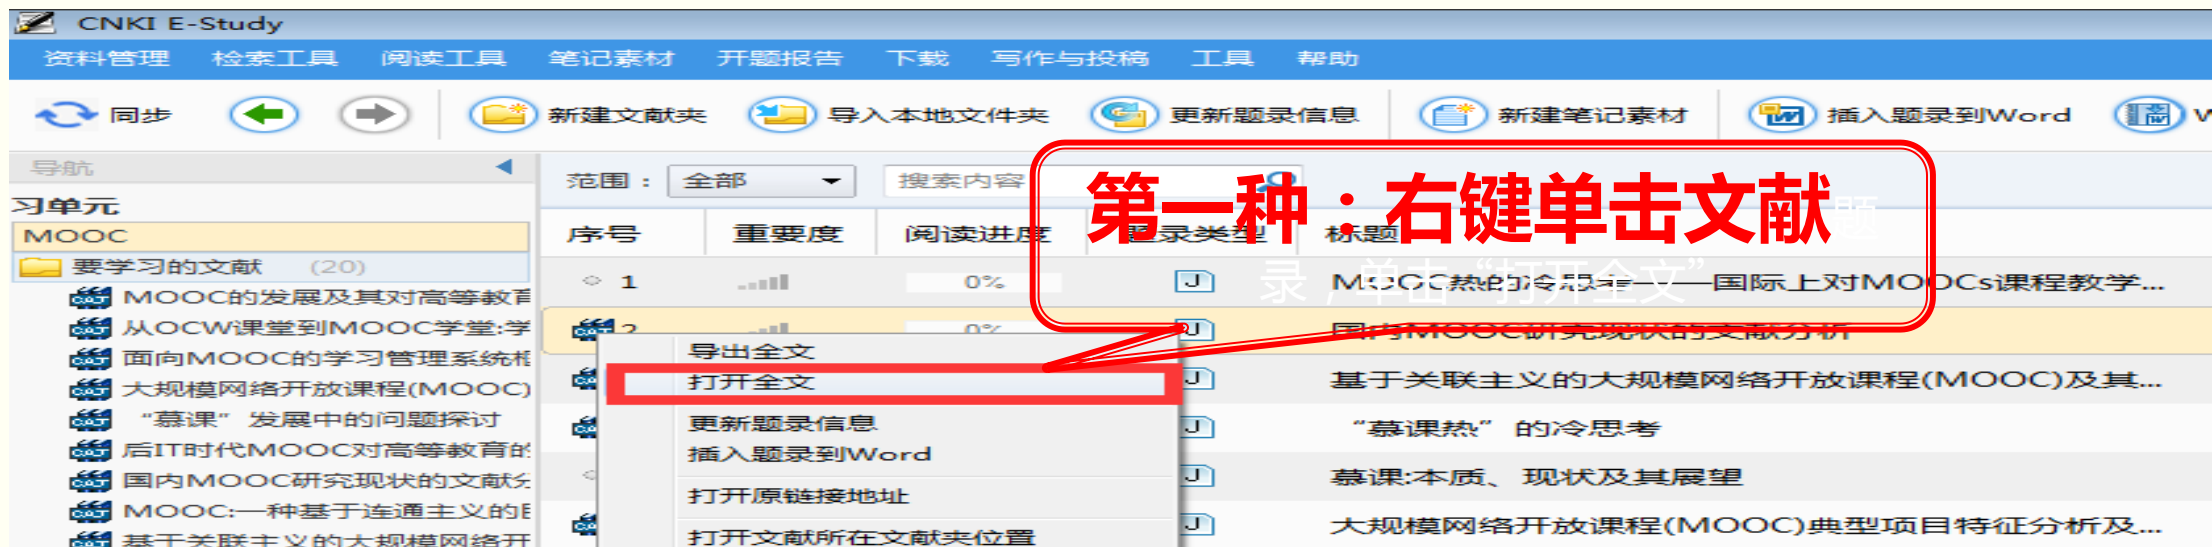 CNKI E-Study
资料管理 检索工具 阅读工具 笔记素材 开题报告 下载 写作与投稿 工具 帮助
同步 新建文献夹 导入本地文件夹 更新题录信息 新建笔记素材 插入题录到Word W
导航
习单元
MOOC
要学习的文献 (20)
MOOC的发展及其对高等教育
从OCW课堂到MOOC学堂:学
面向MOOC的学习管理系统框
大规模网络开放课程(MOOC)
“慕课”发展中的问题探讨
后IT时代MOOC对高等教育的
国内MOOC研究现状的文献分
MOOC:一种基于连通主义的
基于关联主义的大规模网络开
范围： 全部 搜索内容
第一种：右键单击文献题
录，单击“打开全文”
序号 重要度 阅读进度 题录类型 标题
1 0% J MOOC热的冷思考——国际上对MOOCs课程教学...
2 0% J 国内MOOC研究现状的文献分析
J 基于关联主义的大规模网络开放课程(MOOC)及其...
J “慕课热”的冷思考
J 慕课:本质、现状及其展望
J 大规模网络开放课程(MOOC)典型项目特征分析及...
导出全文
打开全文
更新题录信息
插入题录到Word
打开原链接地址
打开文献所在文献夹位置